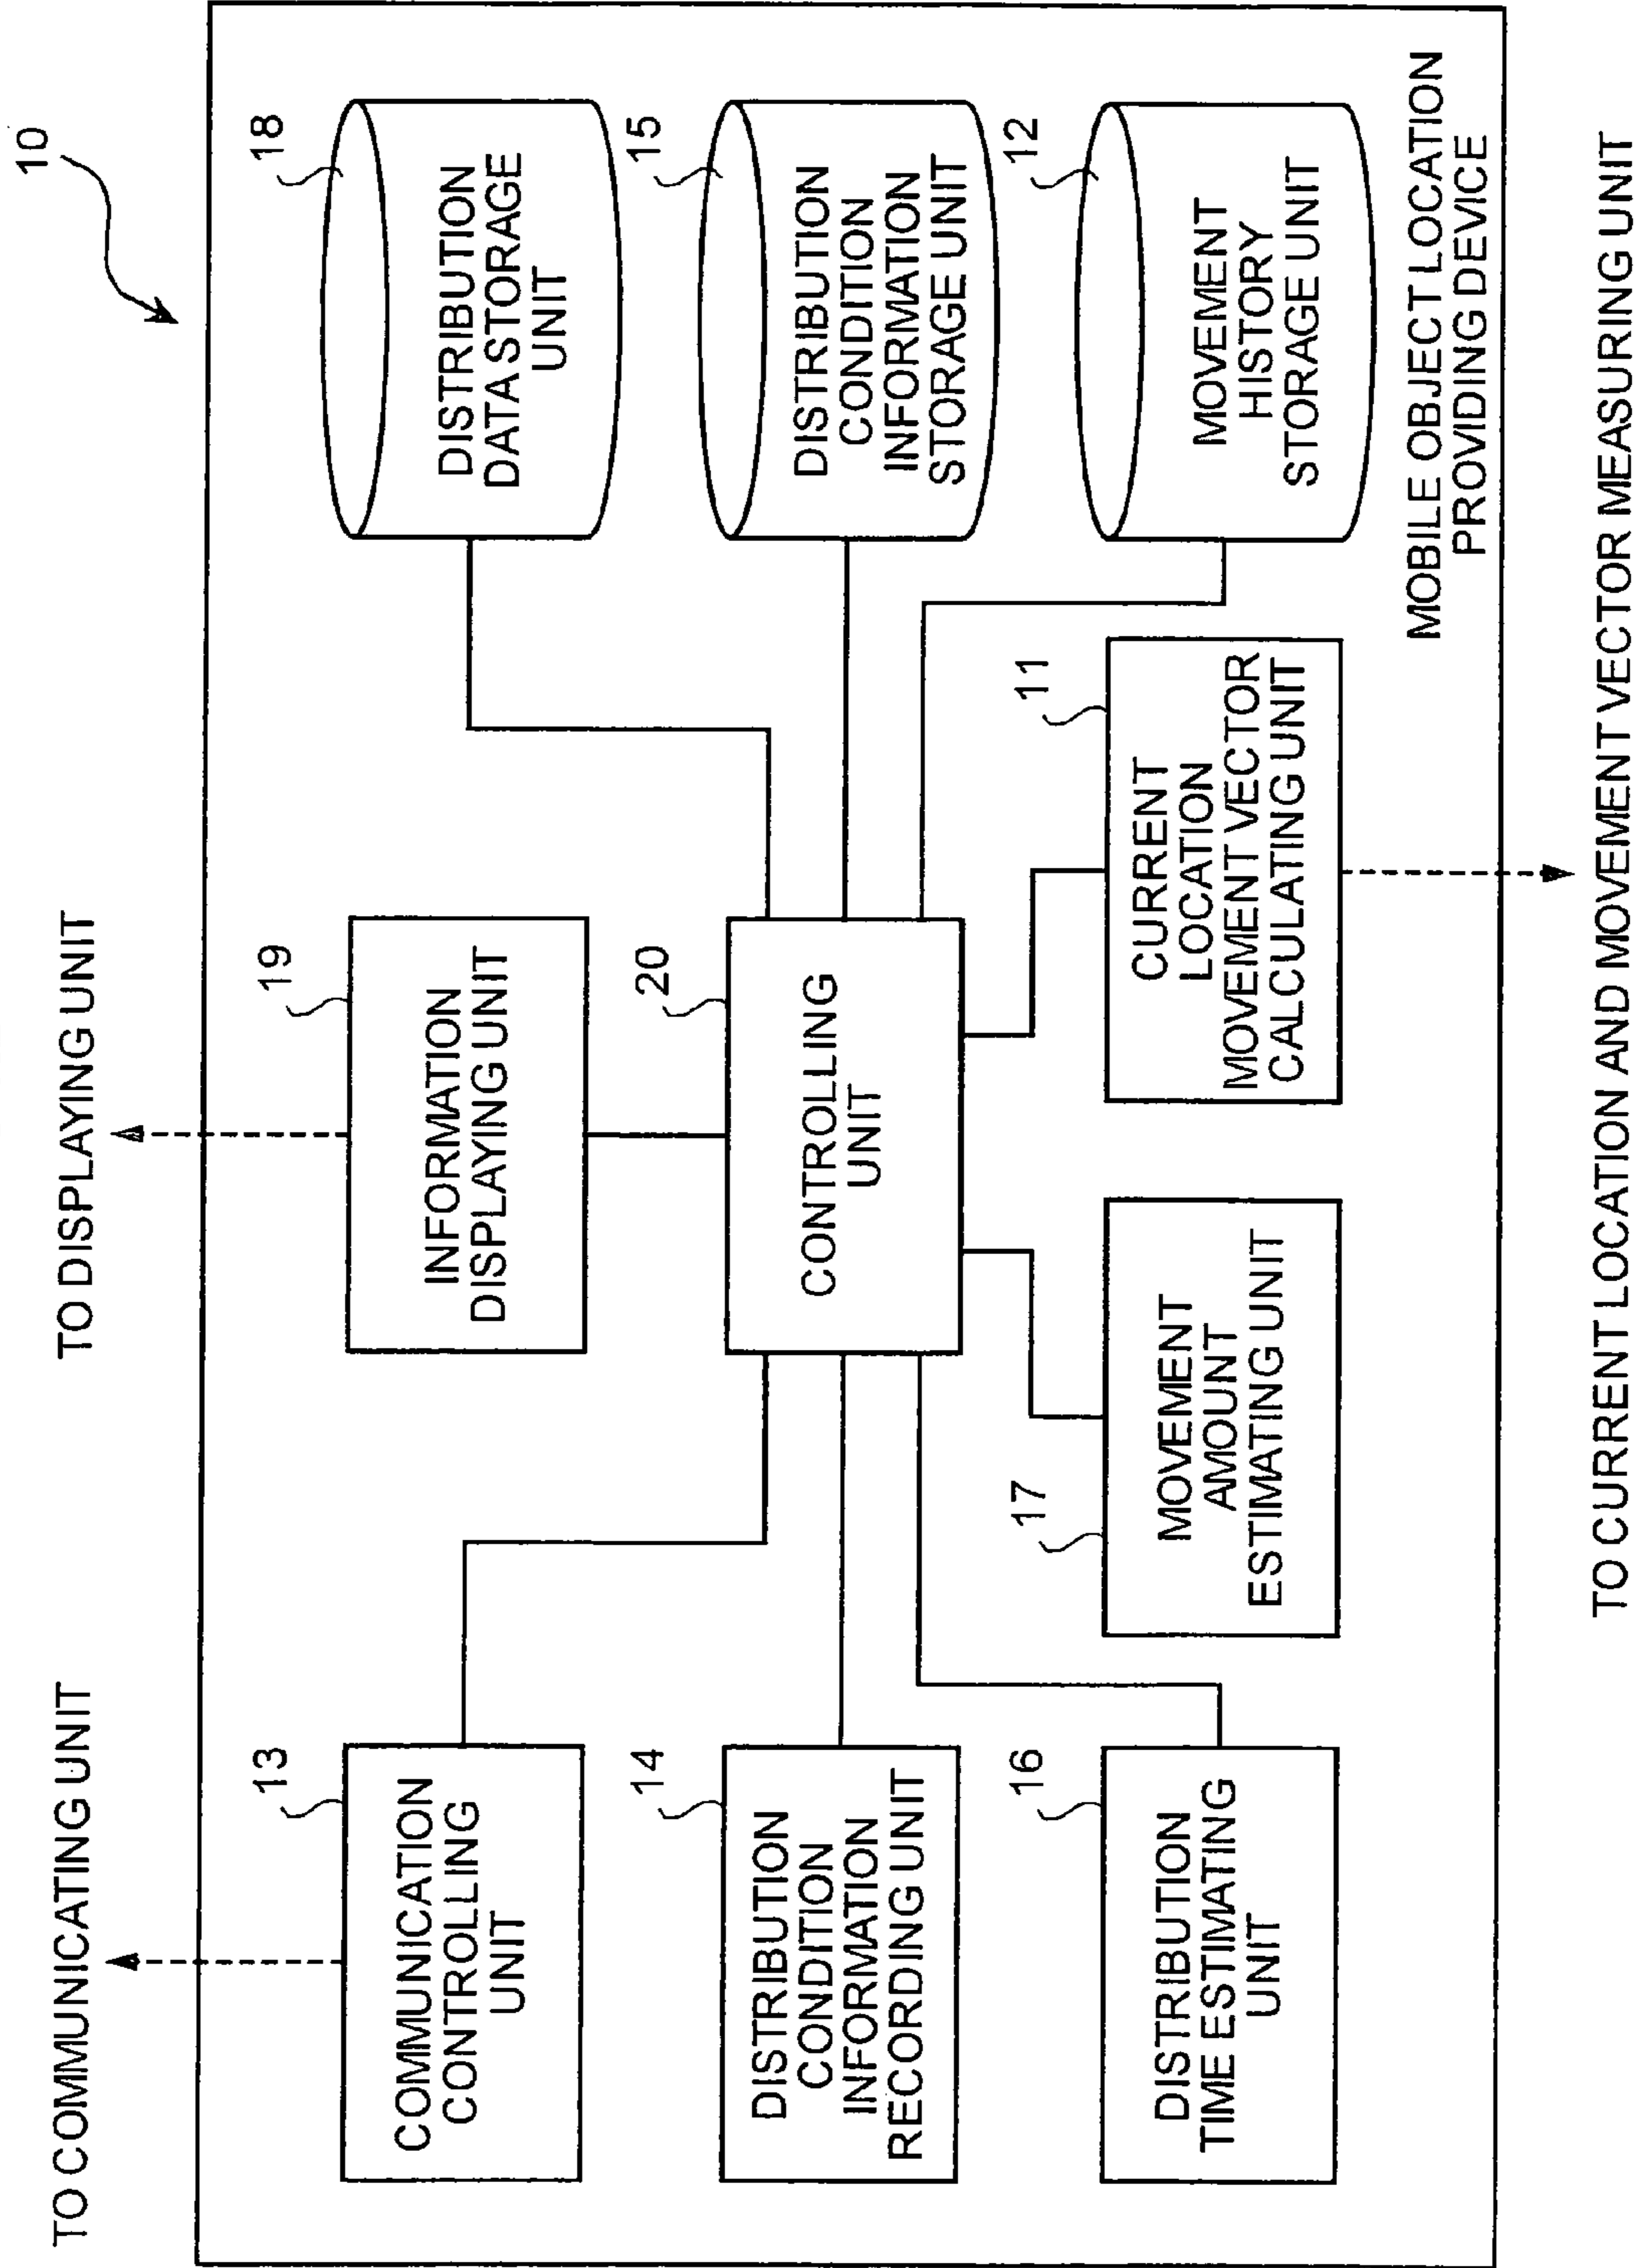 10
TO COMMUNICATING UNIT
TO DISPLAYING UNIT
13
COMMUNICATION
CONTROLLING
UNIT
19
INFORMATION
DISPLAYING UNIT
18
DISTRIBUTION
DATA STORAGE
UNIT
14
DISTRIBUTION
CONDITION
INFORMATION
RECORDING UNIT
20
CONTROLLING
UNIT
15
DISTRIBUTION
CONDITION
INFORMATION
STORAGE UNIT
16
DISTRIBUTION
TIME ESTIMATING
UNIT
17
MOVEMENT
AMOUNT
ESTIMATING UNIT
11
CURRENT
LOCATION
MOVEMENT VECTOR
CALCULATING UNIT
12
MOVEMENT
HISTORY
STORAGE UNIT
MOBILE OBJECT LOCATION
PROVIDING DEVICE
TO CURRENT LOCATION AND MOVEMENT VECTOR MEASURING UNIT